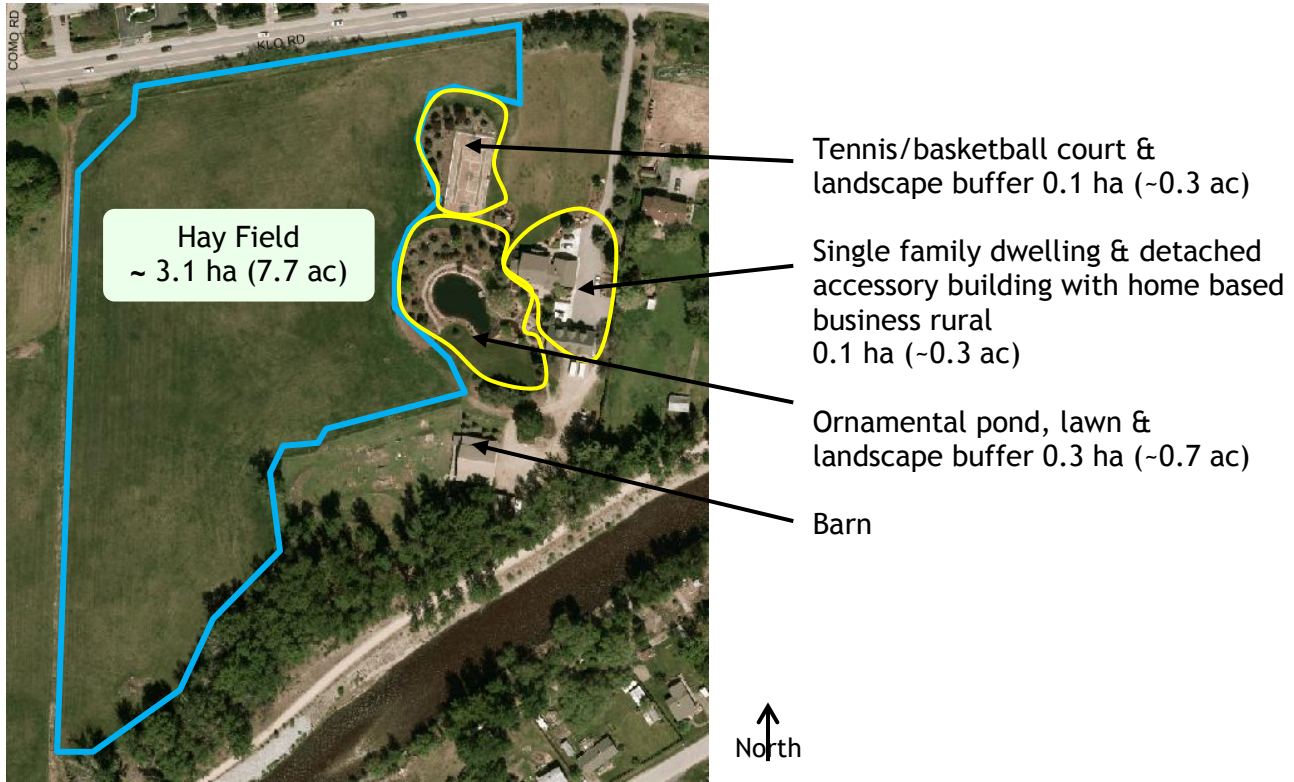 COMO RD
KLO RD
Hay Field
~ 3.1 ha (7.7 ac)
Tennis/basketball court &
landscape buffer 0.1 ha (~0.3 ac)
Single family dwelling & detached
accessory building with home based
business rural
0.1 ha (~0.3 ac)
Ornamental pond, lawn &
landscape buffer 0.3 ha (~0.7 ac)
Barn
North